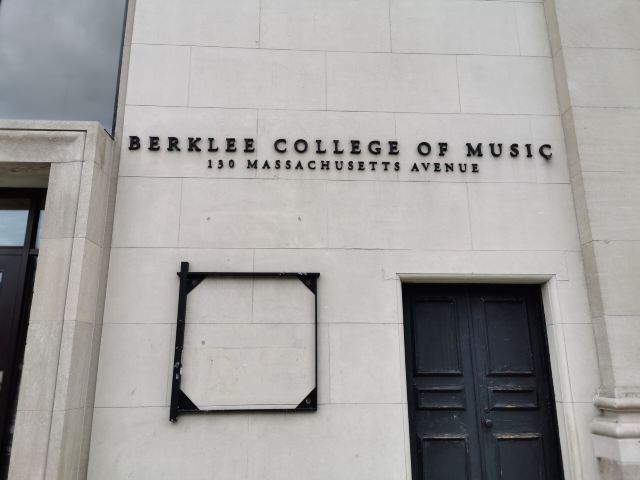 BERKLEE COLLEGE OF MUSIC
130 MASSACHUSETTS AVENUE